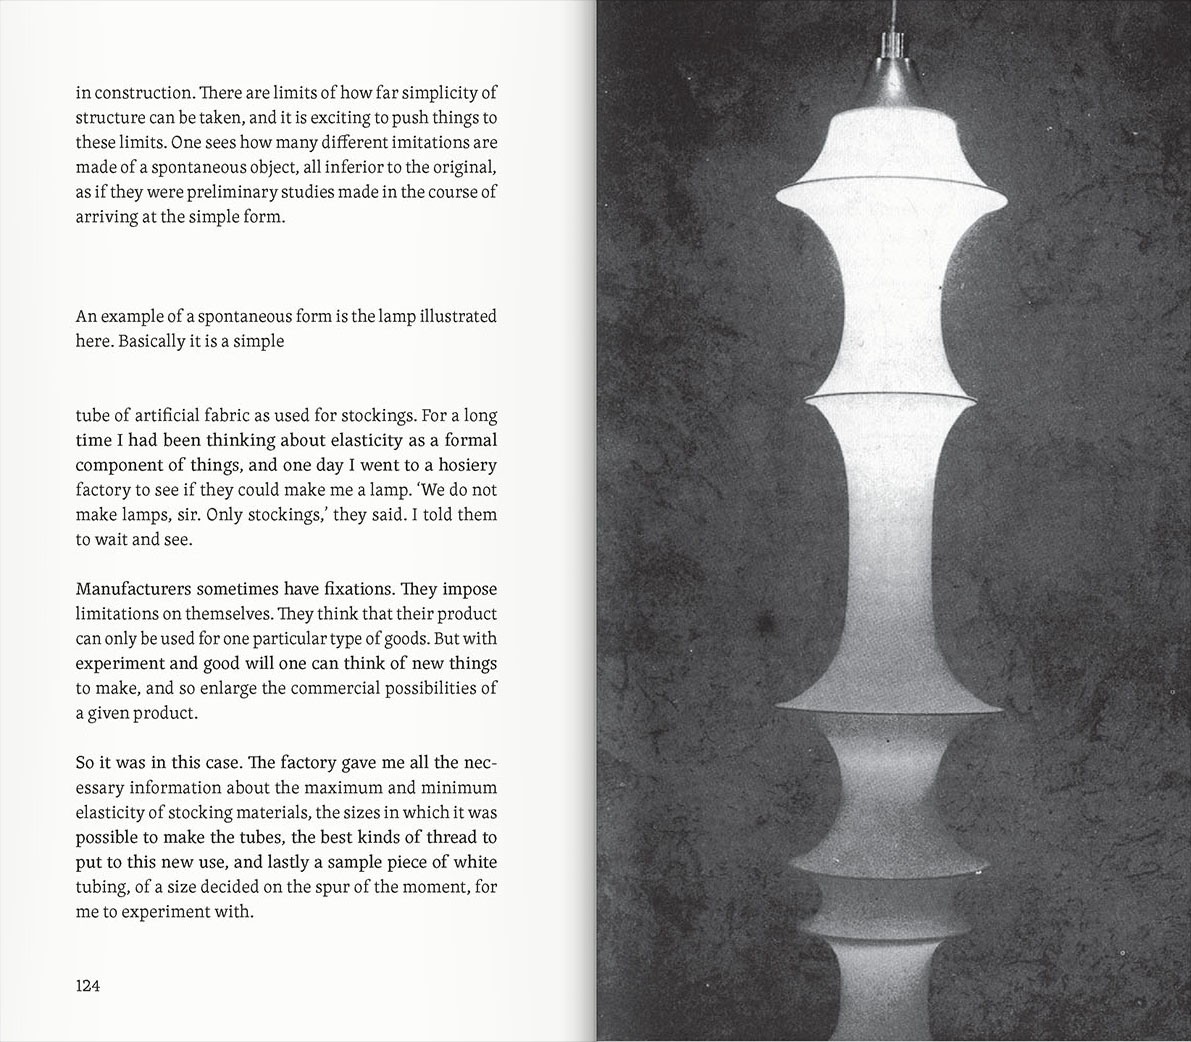 in construction. There are limits of how far simplicity of
structure can be taken, and it is exciting to push things to
these limits. One sees how many different imitations are
made of a spontaneous object, all inferior to the original,
as if they were preliminary studies made in the course of
arriving at the simple form.
An example of a spontaneous form is the lamp illustrated
here. Basically it is a simple
tube of artificial fabric as used for stockings. For a long
time I had been thinking about elasticity as a formal
component of things, and one day I went to a hosiery
factory to see if they could make me a lamp. ‘We do not
make lamps, sir. Only stockings,’ they said. I told them
to wait and see.
Manufacturers sometimes have fixations. They impose
limitations on themselves. They think that their product
can only be used for one particular type of goods. But with
experiment and good will one can think of new things
to make, and so enlarge the commercial possibilities of
a given product.
So it was in this case. The factory gave me all the nec-
essary information about the maximum and minimum
elasticity of stocking materials, the sizes in which it was
possible to make the tubes, the best kinds of thread to
put to this new use, and lastly a sample piece of white
tubing, of a size decided on the spur of the moment, for
me to experiment with.
124